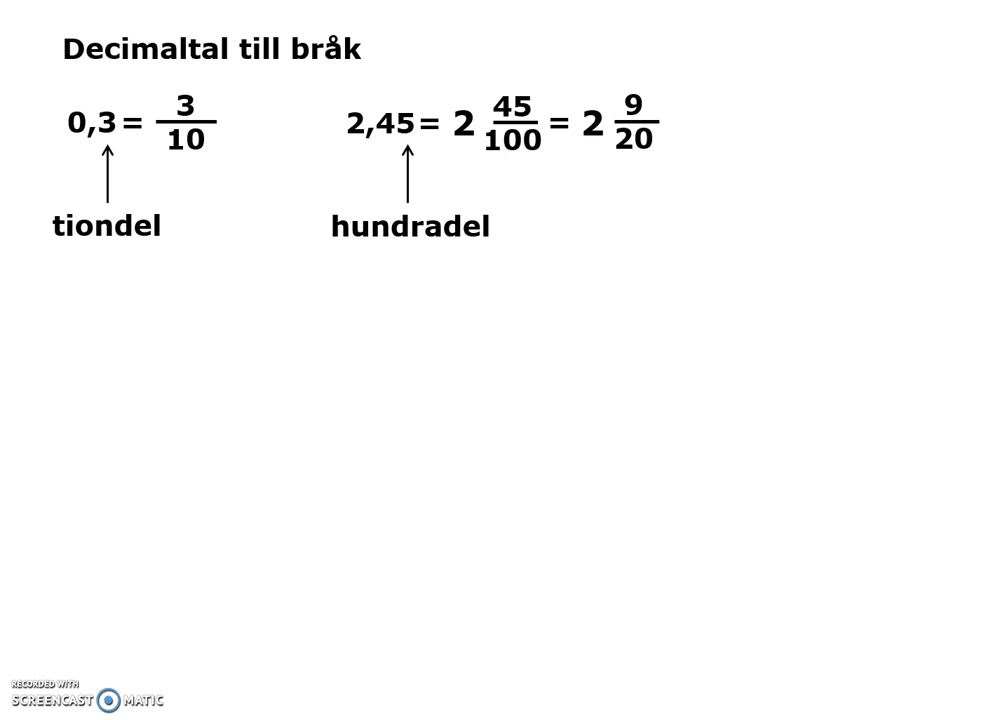 Decimaltal till bråk
0,3 = 3/10
2,45 = 2 45/100 = 2 9/20
tiondel
hundradel
RECORDED WITH
SCREENCAST MATIC